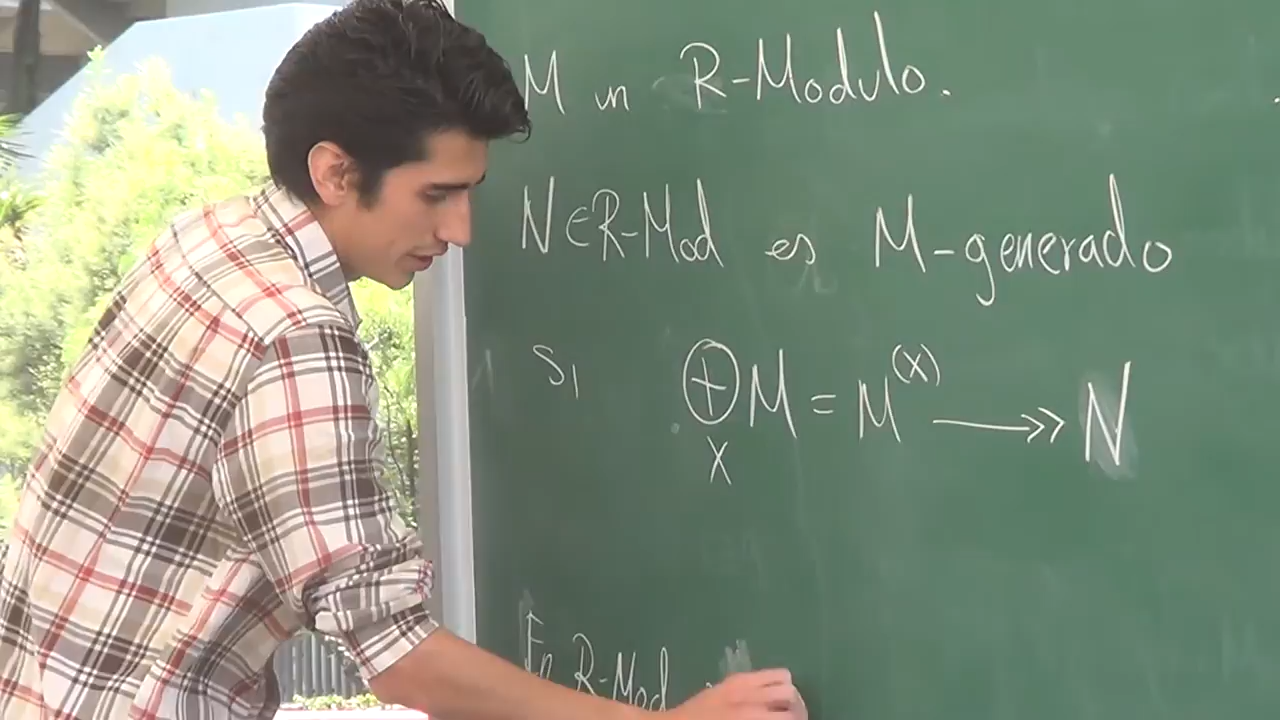 M un R-Modulo.
N ∈ R-Mod es M-generado
Si ⊕_X M = M^(X) ⟶» N
En R-Mod